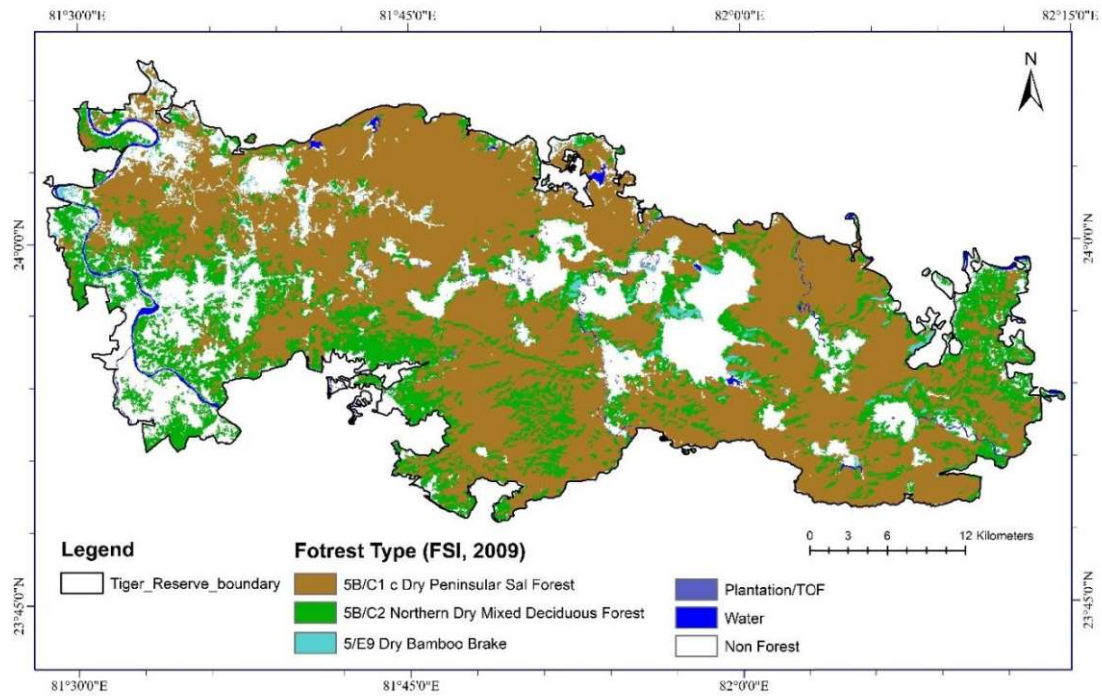 81°30'0"E 81°45'0"E 82°0'0"E 82°15'0"E
N
24°0'0"N 24°0'0"N
23°45'0"N 23°45'0"N
Legend
Tiger_Reserve_boundary
Fotrest Type (FSI, 2009)
5B/C1 c Dry Peninsular Sal Forest
5B/C2 Northern Dry Mixed Deciduous Forest
5/E9 Dry Bamboo Brake
Plantation/TOF
Water
Non Forest
0 3 6 12 Kilometers
81°30'0"E 81°45'0"E 82°0'0"E